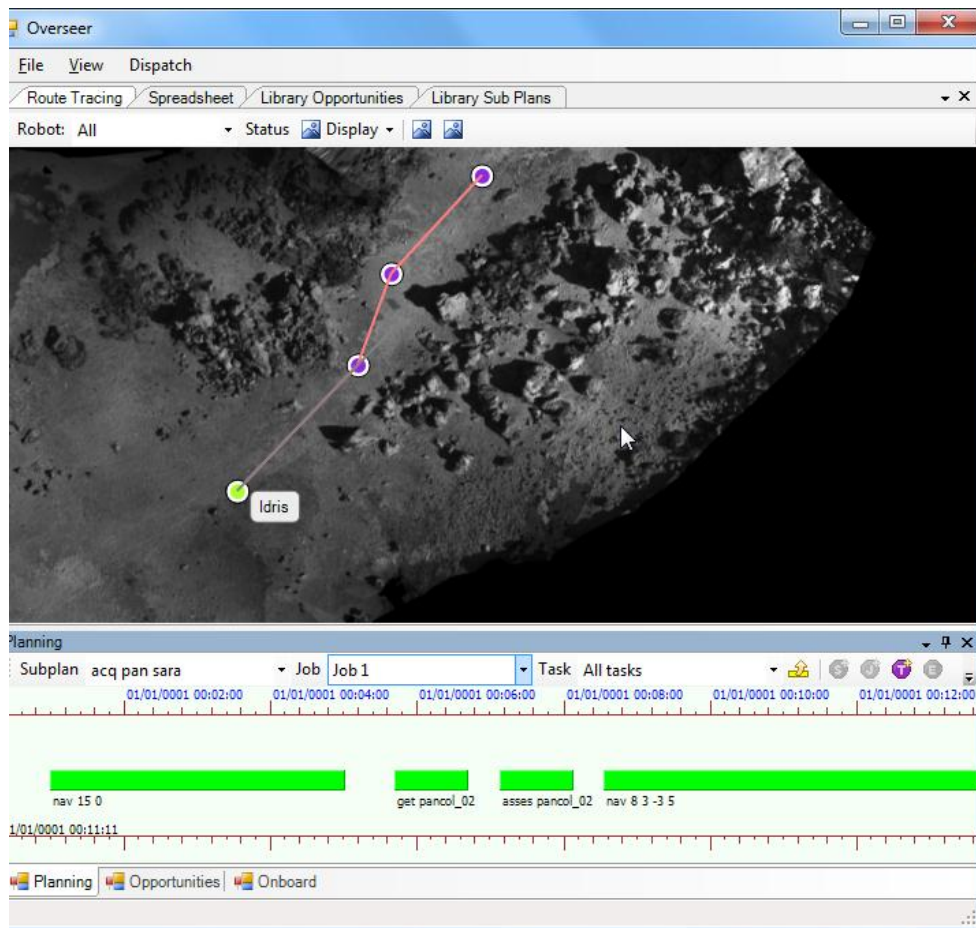 Overseer
File View Dispatch
Route Tracing Spreadsheet Library Opportunities Library Sub Plans
Robot: All Status Display
Idris
Planning
Subplan acq pan sara Job Job 1 Task All tasks
01/01/0001 00:02:00 01/01/0001 00:04:00 01/01/0001 00:06:00 01/01/0001 00:08:00 01/01/0001 00:10:00 01/01/0001 00:12:00
nav 15 0 get pancol_02 asses pancol_02 nav 8 3 -3 5
1/01/0001 00:11:11
Planning Opportunities Onboard